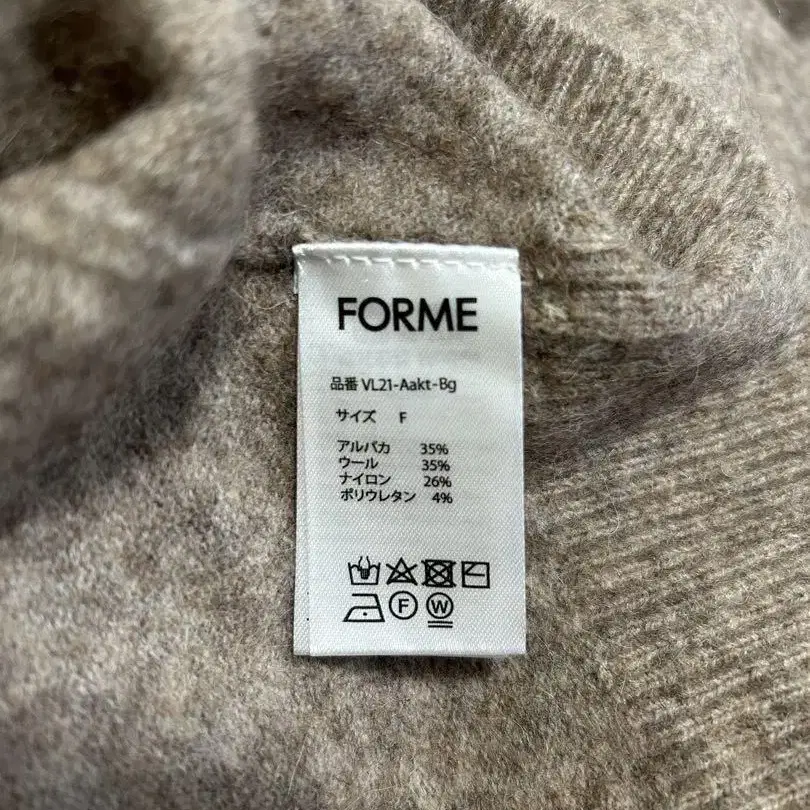 FORME
品番 VL21-Aakt-Bg
サイズ F
アルパカ 35%
ウール 35%
ナイロン 26%
ポリウレタン 4%
F W